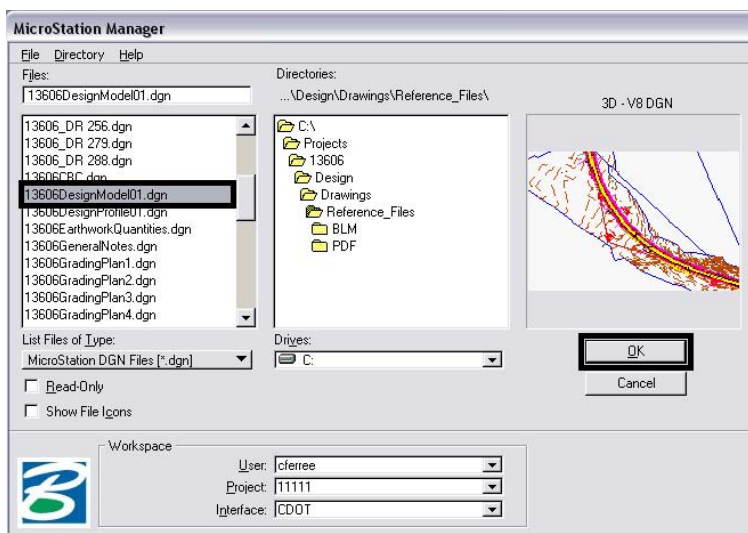 MicroStation Manager
File Directory Help
Files:
13606DesignModel01.dgn
13606_DR 256.dgn
13606_DR 279.dgn
13606_DR 288.dgn
13606CBC.dgn
13606DesignModel01.dgn
13606DesignProfile01.dgn
13606EarthworkQuantities.dgn
13606GeneralNotes.dgn
13606GradingPlan1.dgn
13606GradingPlan2.dgn
13606GradingPlan3.dgn
13606GradingPlan4.dgn
List Files of Type:
MicroStation DGN Files [*.dgn]
Read-Only
Show File Icons
Directories:
...\Design\Drawings\Reference_Files\
C:\
Projects
13606
Design
Drawings
Reference_Files
BLM
PDF
Drives:
C:
3D - V8 DGN
OK
Cancel
Workspace
User: cferree
Project: 11111
Interface: CDOT